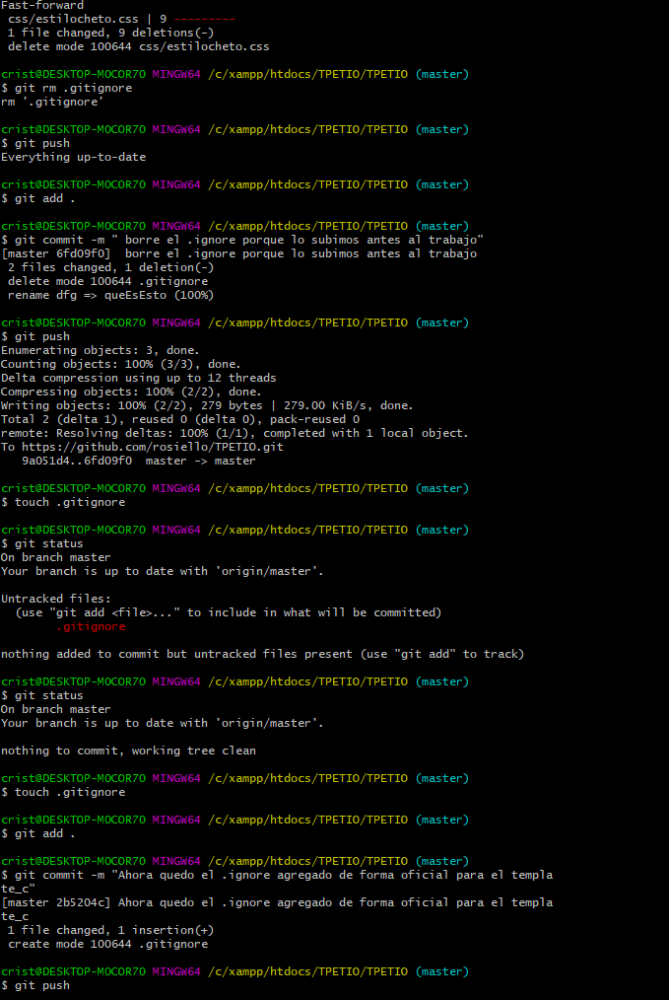 Fast-forward
 css/estilocheto.css | 9 ---------
 1 file changed, 9 deletions(-)
 delete mode 100644 css/estilocheto.css

crist@DESKTOP-MOCOR70 MINGW64 /c/xampp/htdocs/TPETIO/TPETIO (master)
$ git rm .gitignore
rm '.gitignore'

crist@DESKTOP-MOCOR70 MINGW64 /c/xampp/htdocs/TPETIO/TPETIO (master)
$ git push
Everything up-to-date

crist@DESKTOP-MOCOR70 MINGW64 /c/xampp/htdocs/TPETIO/TPETIO (master)
$ git add .

crist@DESKTOP-MOCOR70 MINGW64 /c/xampp/htdocs/TPETIO/TPETIO (master)
$ git commit -m " borre el .ignore porque lo subimos antes al trabajo"
[master 6fd09f0]  borre el .ignore porque lo subimos antes al trabajo
 2 files changed, 1 deletion(-)
 delete mode 100644 .gitignore
 rename dfg => queEsEsto (100%)

crist@DESKTOP-MOCOR70 MINGW64 /c/xampp/htdocs/TPETIO/TPETIO (master)
$ git push
Enumerating objects: 3, done.
Counting objects: 100% (3/3), done.
Delta compression using up to 12 threads
Compressing objects: 100% (2/2), done.
Writing objects: 100% (2/2), 279 bytes | 279.00 KiB/s, done.
Total 2 (delta 1), reused 0 (delta 0), pack-reused 0
remote: Resolving deltas: 100% (1/1), completed with 1 local object.
To https://github.com/rosiello/TPETIO.git
   9a051d4..6fd09f0  master -> master

crist@DESKTOP-MOCOR70 MINGW64 /c/xampp/htdocs/TPETIO/TPETIO (master)
$ touch .gitignore

crist@DESKTOP-MOCOR70 MINGW64 /c/xampp/htdocs/TPETIO/TPETIO (master)
$ git status
On branch master
Your branch is up to date with 'origin/master'.

Untracked files:
  (use "git add <file>..." to include in what will be committed)
        .gitignore

nothing added to commit but untracked files present (use "git add" to track)

crist@DESKTOP-MOCOR70 MINGW64 /c/xampp/htdocs/TPETIO/TPETIO (master)
$ git status
On branch master
Your branch is up to date with 'origin/master'.

nothing to commit, working tree clean

crist@DESKTOP-MOCOR70 MINGW64 /c/xampp/htdocs/TPETIO/TPETIO (master)
$ touch .gitignore

crist@DESKTOP-MOCOR70 MINGW64 /c/xampp/htdocs/TPETIO/TPETIO (master)
$ git add .

crist@DESKTOP-MOCOR70 MINGW64 /c/xampp/htdocs/TPETIO/TPETIO (master)
$ git commit -m "Ahora quedo el .ignore agregado de forma oficial para el templa
te_c"
[master 2b5204c] Ahora quedo el .ignore agregado de forma oficial para el templa
te_c
 1 file changed, 1 insertion(+)
 create mode 100644 .gitignore

crist@DESKTOP-MOCOR70 MINGW64 /c/xampp/htdocs/TPETIO/TPETIO (master)
$ git push